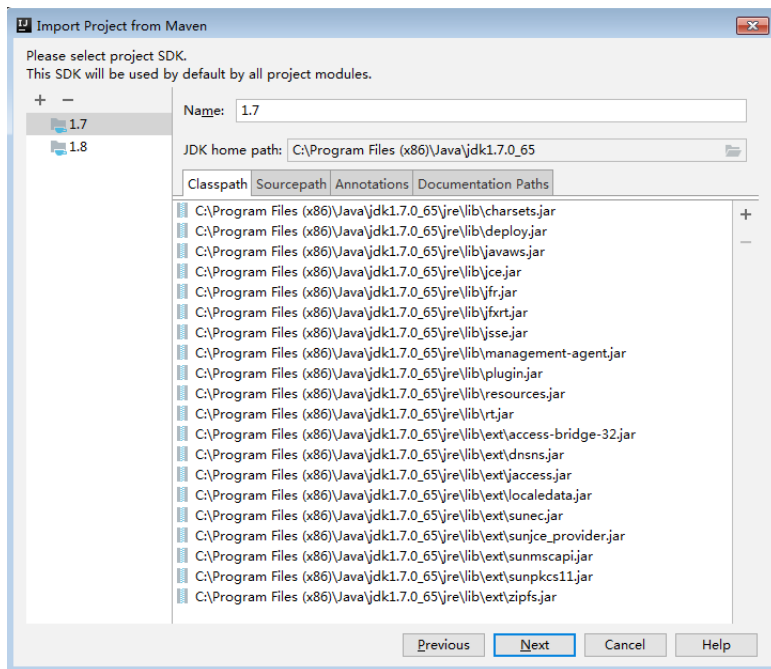 Import Project from Maven
Please select project SDK.
This SDK will be used by default by all project modules.
1.7
1.8
Name: 1.7
JDK home path: C:\Program Files (x86)\Java\jdk1.7.0_65
Classpath Sourcepath Annotations Documentation Paths
C:\Program Files (x86)\Java\jdk1.7.0_65\jre\lib\charsets.jar
C:\Program Files (x86)\Java\jdk1.7.0_65\jre\lib\deploy.jar
C:\Program Files (x86)\Java\jdk1.7.0_65\jre\lib\javaws.jar
C:\Program Files (x86)\Java\jdk1.7.0_65\jre\lib\jce.jar
C:\Program Files (x86)\Java\jdk1.7.0_65\jre\lib\jfr.jar
C:\Program Files (x86)\Java\jdk1.7.0_65\jre\lib\jfxrt.jar
C:\Program Files (x86)\Java\jdk1.7.0_65\jre\lib\jsse.jar
C:\Program Files (x86)\Java\jdk1.7.0_65\jre\lib\management-agent.jar
C:\Program Files (x86)\Java\jdk1.7.0_65\jre\lib\plugin.jar
C:\Program Files (x86)\Java\jdk1.7.0_65\jre\lib\resources.jar
C:\Program Files (x86)\Java\jdk1.7.0_65\jre\lib\rt.jar
C:\Program Files (x86)\Java\jdk1.7.0_65\jre\lib\ext\access-bridge-32.jar
C:\Program Files (x86)\Java\jdk1.7.0_65\jre\lib\ext\dnsns.jar
C:\Program Files (x86)\Java\jdk1.7.0_65\jre\lib\ext\jaccess.jar
C:\Program Files (x86)\Java\jdk1.7.0_65\jre\lib\ext\localedata.jar
C:\Program Files (x86)\Java\jdk1.7.0_65\jre\lib\ext\sunec.jar
C:\Program Files (x86)\Java\jdk1.7.0_65\jre\lib\ext\sunjce_provider.jar
C:\Program Files (x86)\Java\jdk1.7.0_65\jre\lib\ext\sunmscapi.jar
C:\Program Files (x86)\Java\jdk1.7.0_65\jre\lib\ext\sunpkcs11.jar
C:\Program Files (x86)\Java\jdk1.7.0_65\jre\lib\ext\zipfs.jar
Previous Next Cancel Help